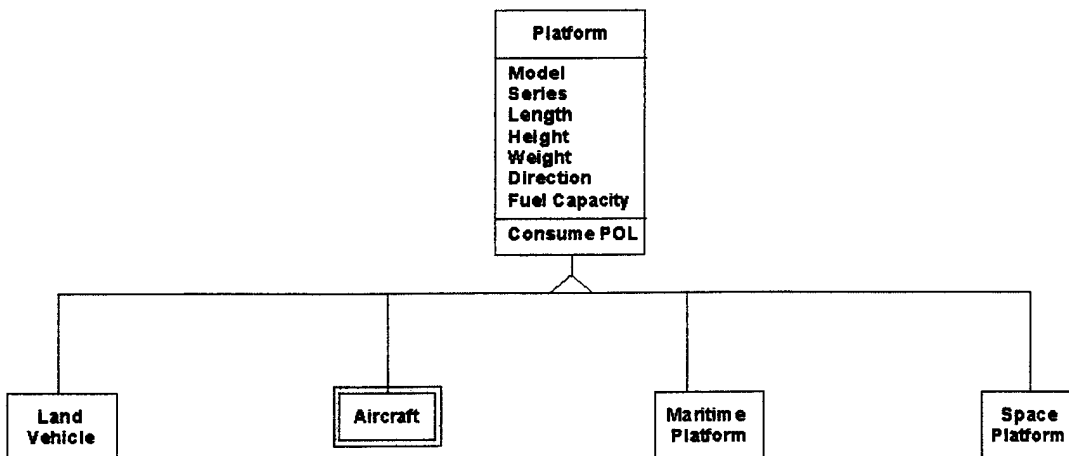 Platform
Model
Series
Length
Height
Weight
Direction
Fuel Capacity
Consume POL
Land
Vehicle
Aircraft
Maritime
Platform
Space
Platform